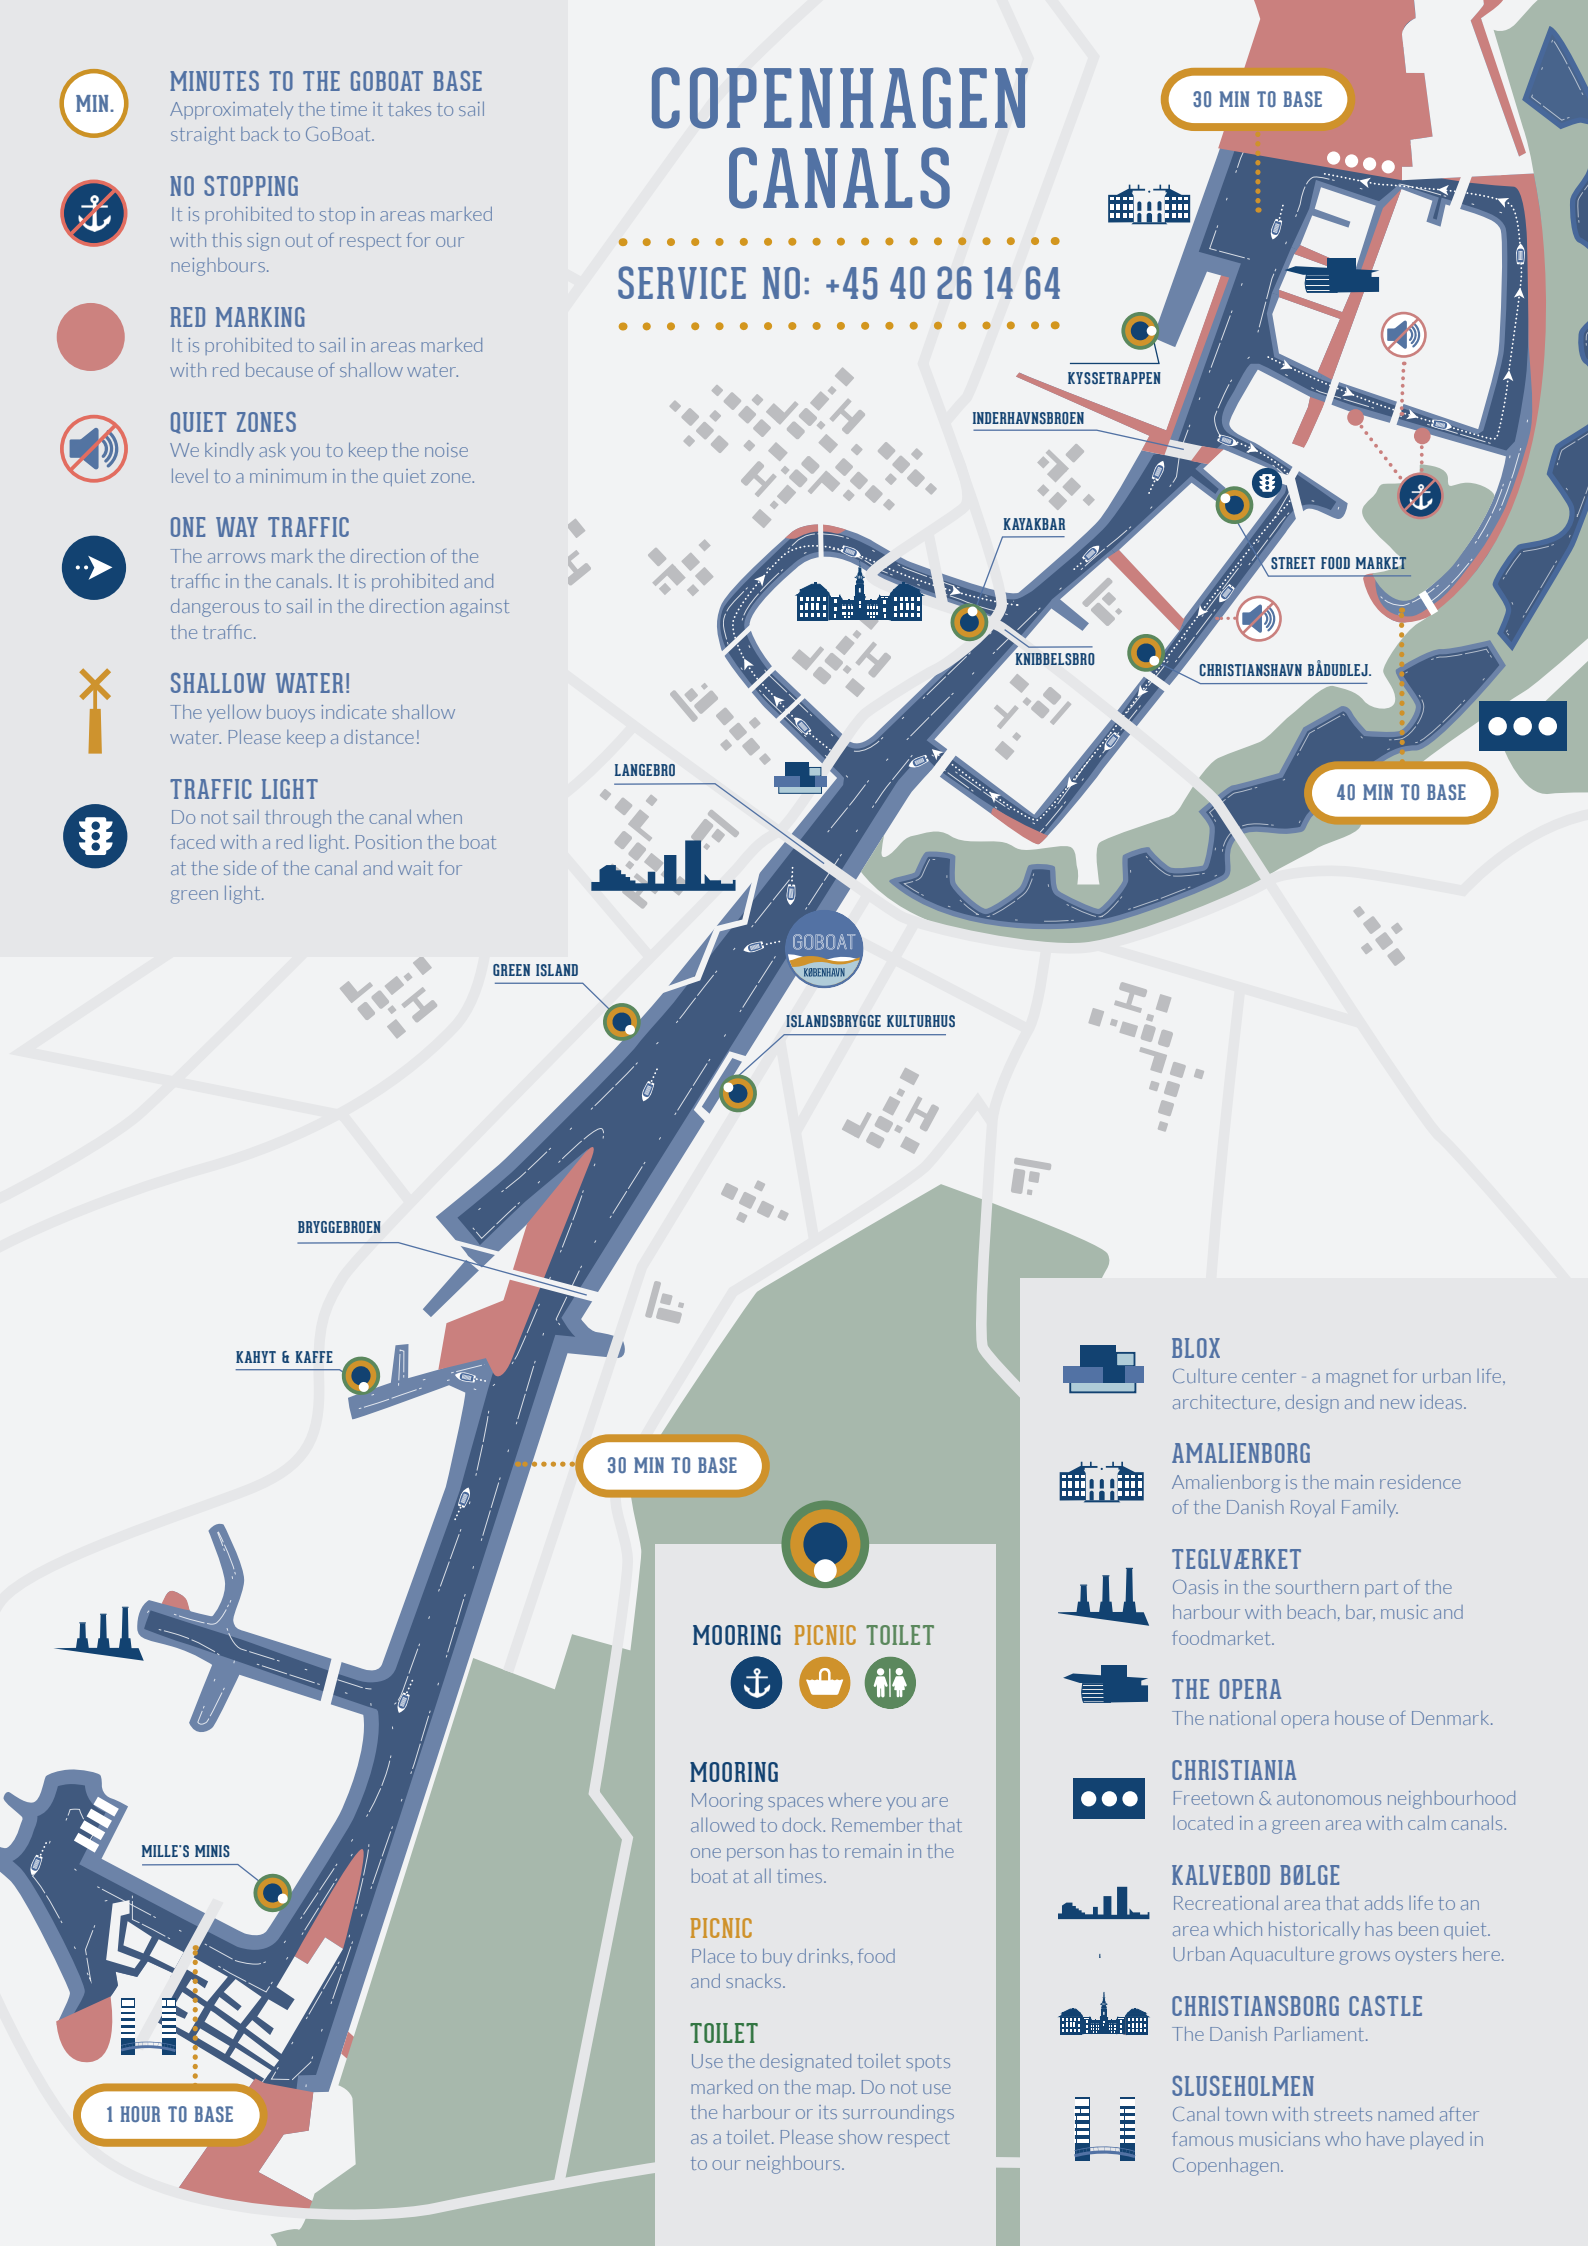 MIN.
MINUTES TO THE GOBOAT BASE
Approximately the time it takes to sail
straight back to GoBoat.
NO STOPPING
It is prohibited to stop in areas marked
with this sign out of respect for our
neighbours.
RED MARKING
It is prohibited to sail in areas marked
with red because of shallow water.
QUIET ZONES
We kindly ask you to keep the noise
level to a minimum in the quiet zone.
ONE WAY TRAFFIC
The arrows mark the direction of the
traffic in the canals. It is prohibited and
dangerous to sail in the direction against
the traffic.
SHALLOW WATER!
The yellow buoys indicate shallow
water. Please keep a distance!
TRAFFIC LIGHT
Do not sail through the canal when
faced with a red light. Position the boat
at the side of the canal and wait for
green light.
COPENHAGEN
CANALS
SERVICE NO: +45 40 26 14 64
30 MIN TO BASE
KYSSETRAPPEN
INDERHAVNSBROEN
KAYAKBAR
STREET FOOD MARKET
KNIBBELSBRO
CHRISTIANSHAVN BÅDUDLEJ.
LANGEBRO
40 MIN TO BASE
GOBOAT
KØBENHAVN
GREEN ISLAND
ISLANDSBRYGGE KULTURHUS
BRYGGEBROEN
KAHYT & KAFFE
30 MIN TO BASE
MILLE'S MINIS
1 HOUR TO BASE
MOORING PICNIC TOILET
MOORING
Mooring spaces where you are
allowed to dock. Remember that
one person has to remain in the
boat at all times.
PICNIC
Place to buy drinks, food
and snacks.
TOILET
Use the designated toilet spots
marked on the map. Do not use
the harbour or its surroundings
as a toilet. Please show respect
to our neighbours.
BLOX
Culture center - a magnet for urban life,
architecture, design and new ideas.
AMALIENBORG
Amalienborg is the main residence
of the Danish Royal Family.
TEGLVÆRKET
Oasis in the sourthern part of the
harbour with beach, bar, music and
foodmarket.
THE OPERA
The national opera house of Denmark.
CHRISTIANIA
Freetown & autonomous neighbourhood
located in a green area with calm canals.
KALVEBOD BØLGE
Recreational area that adds life to an
area which historically has been quiet.
Urban Aquaculture grows oysters here.
CHRISTIANSBORG CASTLE
The Danish Parliament.
SLUSEHOLMEN
Canal town with streets named after
famous musicians who have played in
Copenhagen.